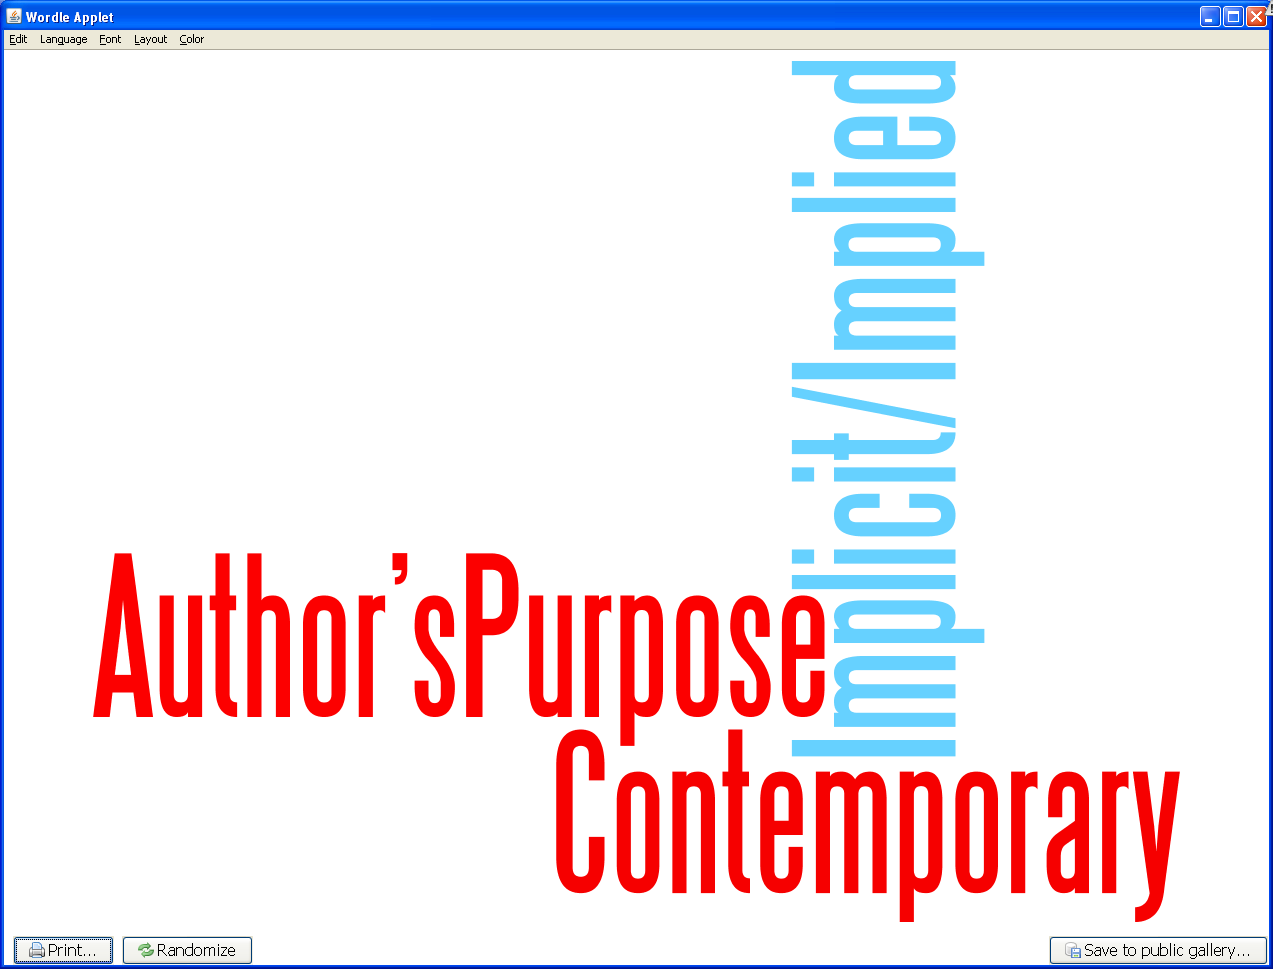 Wordle Applet
Edit Language Font Layout Color
Implicit/Implied
Author'sPurpose
Contemporary
Print... Randomize Save to public gallery...